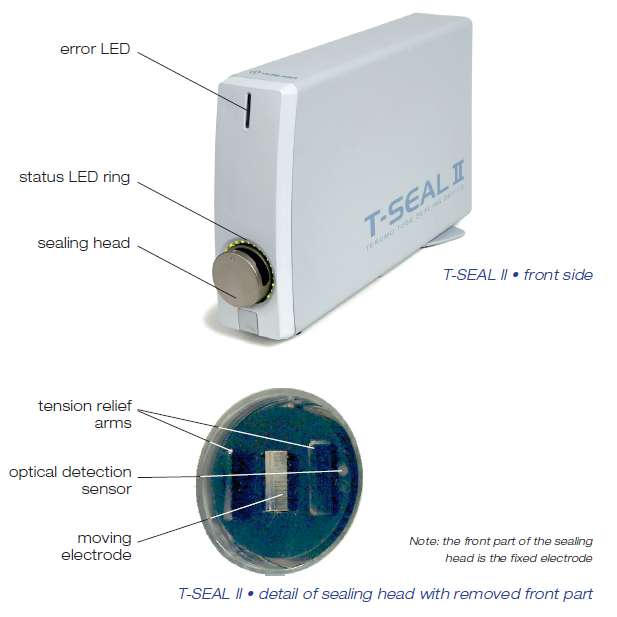 error LED
status LED ring
sealing head
T-SEAL II
TERUMO TUBE SEALING DEVICE
T-SEAL II • front side
tension relief
arms
optical detection
sensor
moving
electrode
Note: the front part of the sealing
head is the fixed electrode
T-SEAL II • detail of sealing head with removed front part